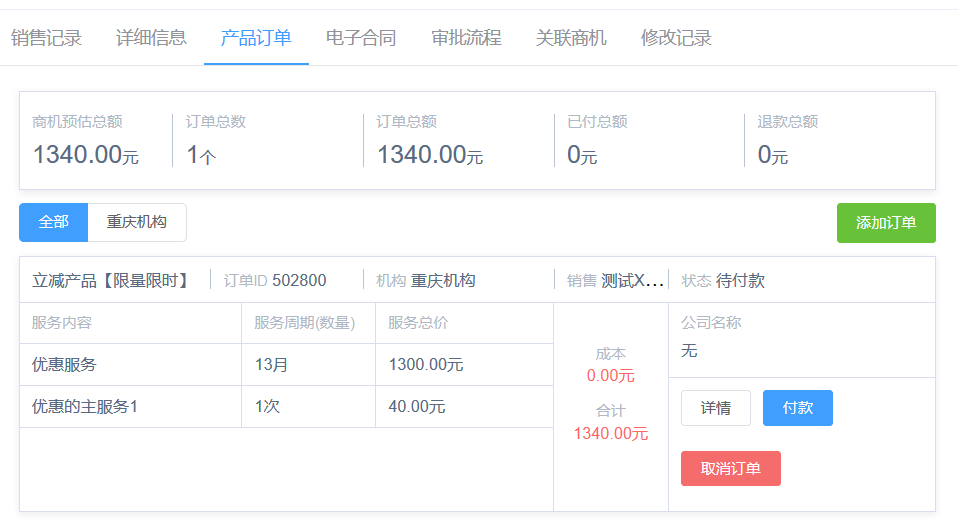 销售记录 详细信息 产品订单 电子合同 审批流程 关联商机 修改记录
商机预估总额 订单总数 订单总额 已付总额 退款总额
1340.00元 1个 1340.00元 0元 0元
全部 重庆机构 添加订单
立减产品【限量限时】 订单ID 502800 机构 重庆机构 销售 测试X... 状态 待付款
服务内容 服务周期(数量) 服务总价
优惠服务 13月 1300.00元
优惠的主服务1 1次 40.00元
成本
0.00元
合计
1340.00元
公司名称
无
详情 付款
取消订单